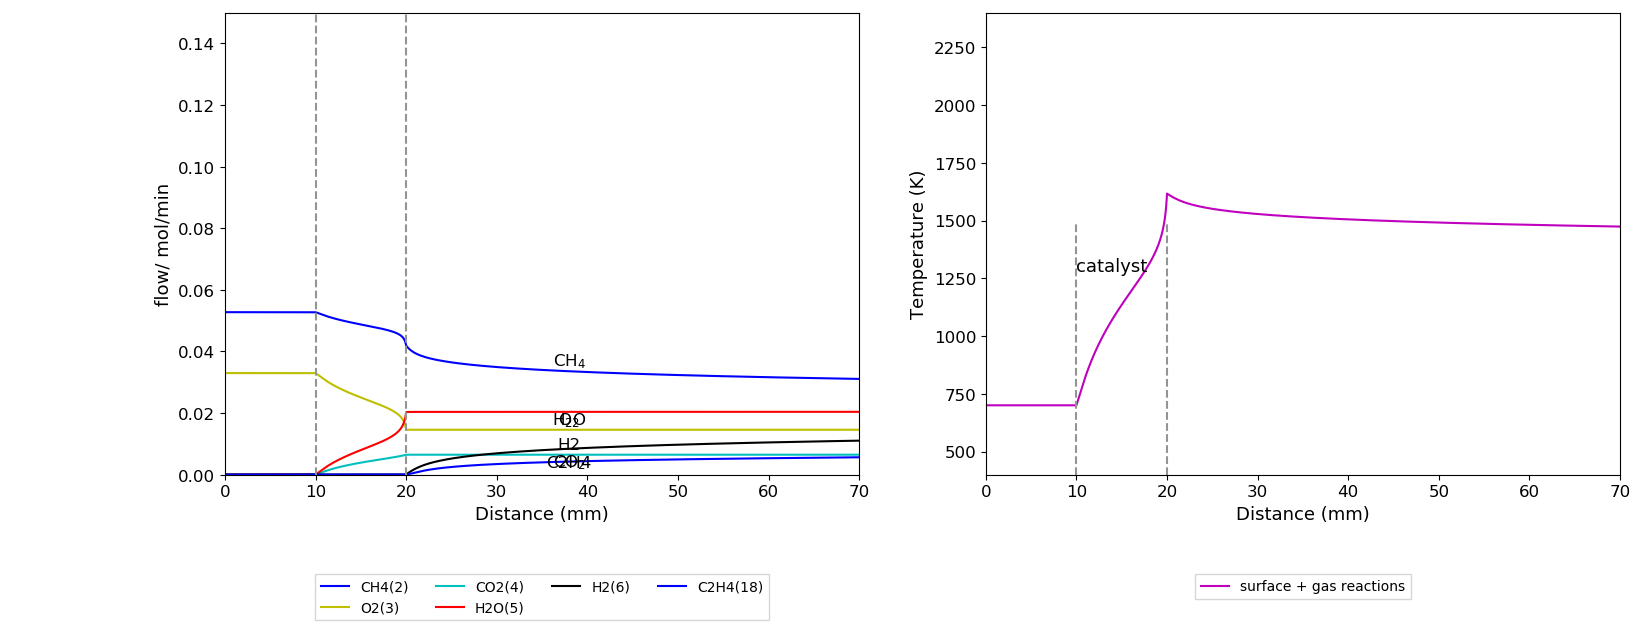 0.14
0.12
0.10
0.08
0.06
0.04
0.02
0.00
flow/ mol/min
CH4
H2
0 10 20 30 40 50 60 70
Distance (mm)
CH4(2) CO2(4) H2(6) C2H4(18)
O2(3) H2O(5)
2250
2000
1750
1500
1250
1000
750
500
Temperature (K)
catalyst
0 10 20 30 40 50 60 70
Distance (mm)
surface + gas reactions